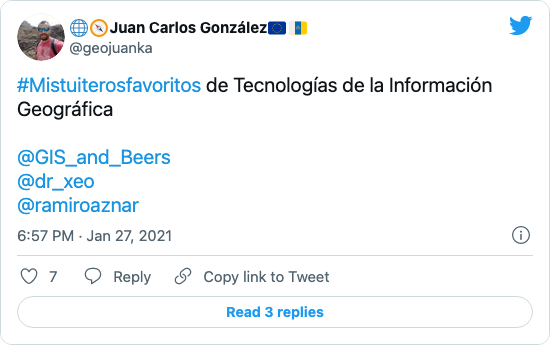 🌐🧭Juan Carlos González🇪🇺🇮🇨
@geojuanka
#Mistuiterosfavoritos de Tecnologías de la Información
Geográfica
@GIS_and_Beers
@dr_xeo
@ramiroaznar
6:57 PM · Jan 27, 2021
7 Reply Copy link to Tweet
Read 3 replies